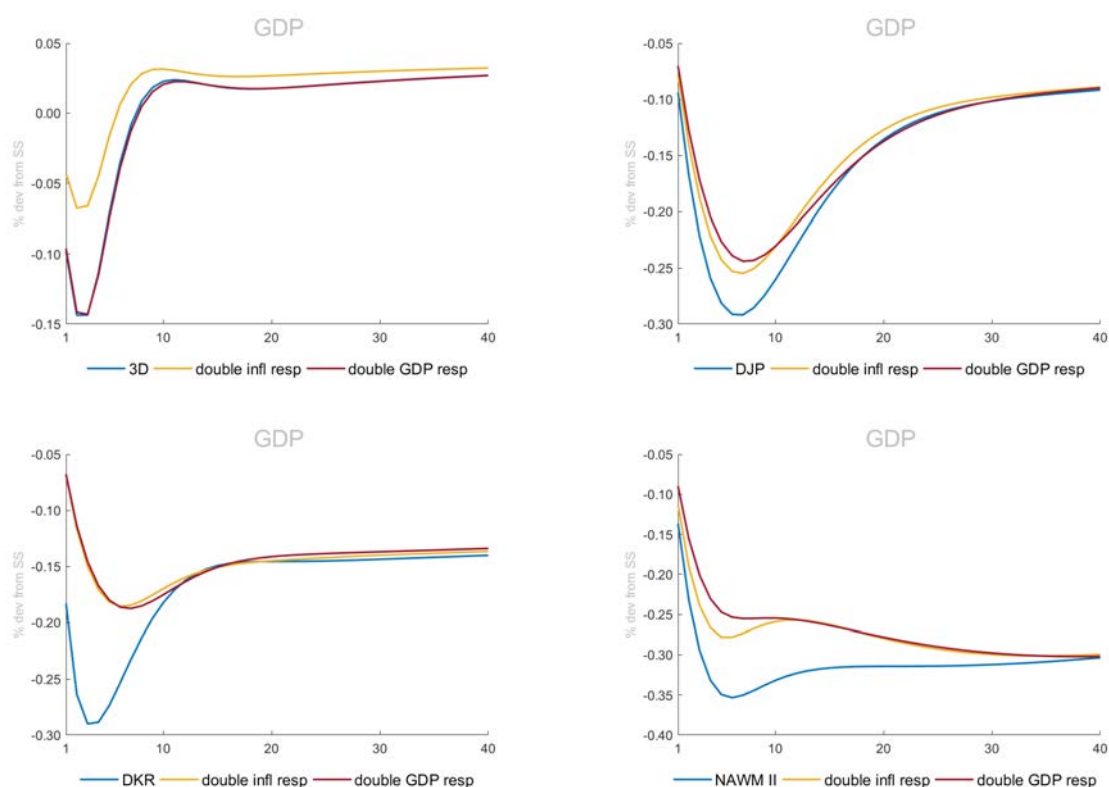 GDP
0.05
0.00
-0.05
-0.10
-0.15
% dev from SS
1 10 20 30 40
3D double infl resp double GDP resp
GDP
-0.05
-0.10
-0.15
-0.20
-0.25
-0.30
% dev from SS
1 10 20 30 40
DJP double infl resp double GDP resp
GDP
-0.05
-0.10
-0.15
-0.20
-0.25
-0.30
% dev from SS
1 10 20 30 40
DKR double infl resp double GDP resp
GDP
-0.05
-0.10
-0.15
-0.20
-0.25
-0.30
-0.35
-0.40
% dev from SS
1 10 20 30 40
NAWM II double infl resp double GDP resp